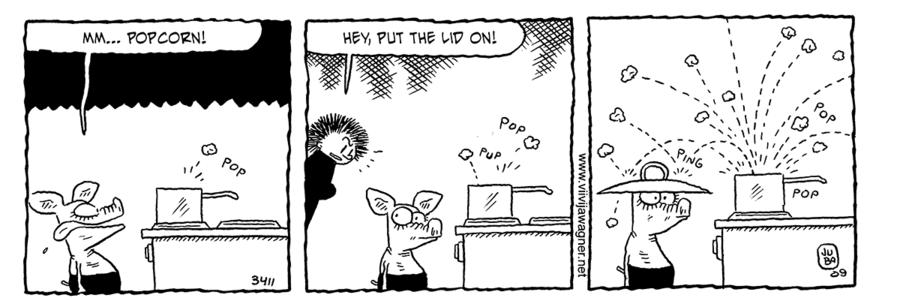 MM... POPCORN!
POP
3411
HEY, PUT THE LID ON!
POP
PUP
www.viivijawagner.net
POP
PING
POP
JU
BA
09